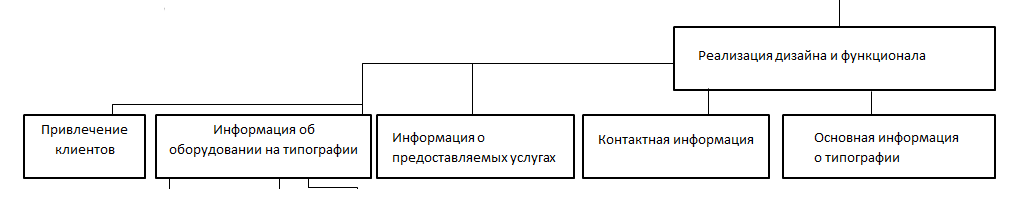 Реализация дизайна и функционала
Привлечение
клиентов
Информация об
оборудовании на типографии
Информация о
предоставляемых услугах
Контактная информация
Основная информация
о типографии